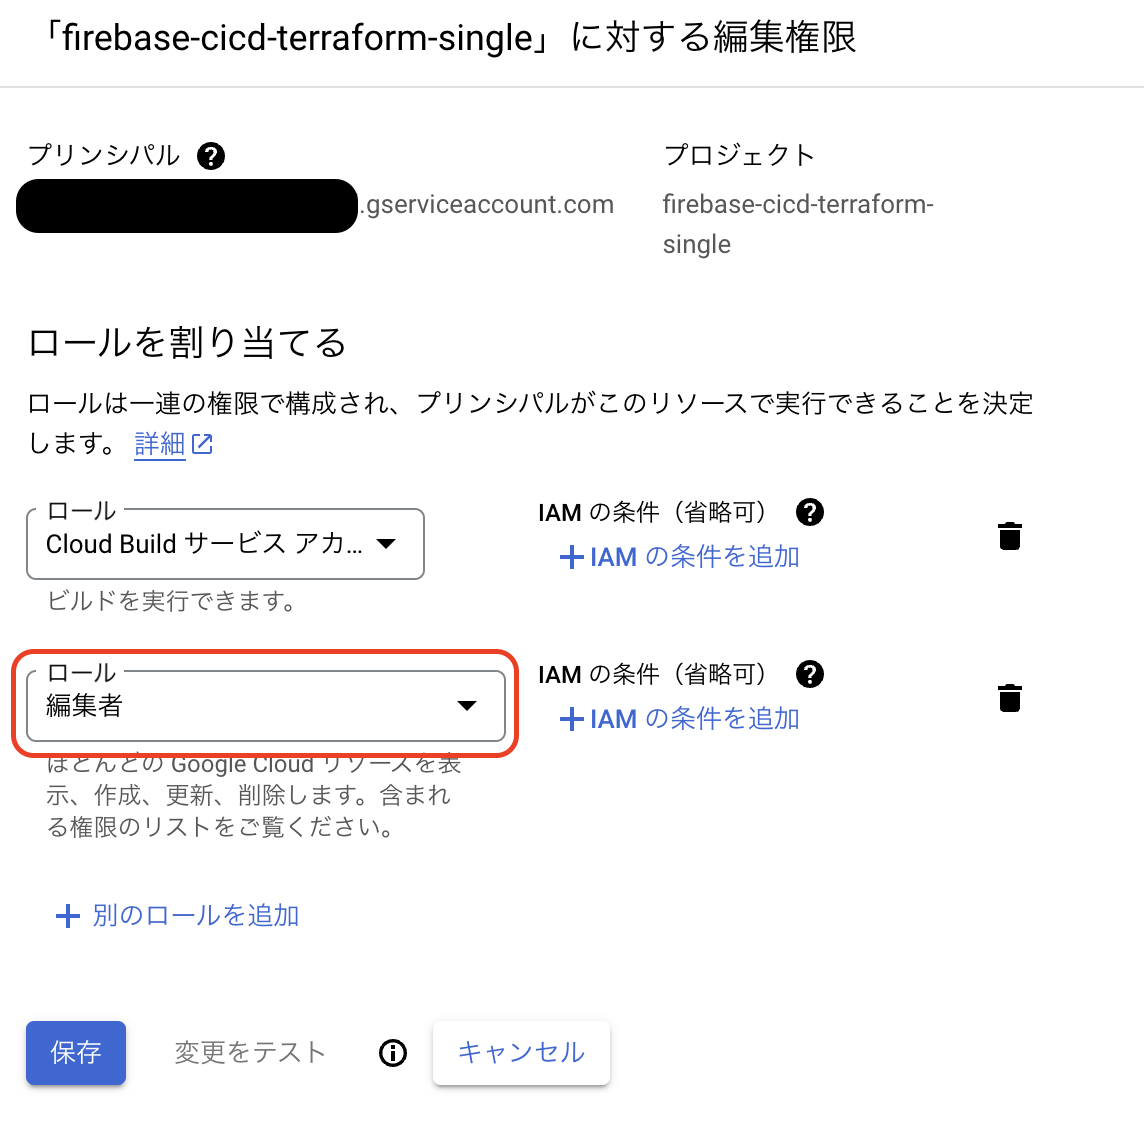 「firebase-cicd-terraform-single」に対する編集権限
プリンシパル
プロジェクト
.gserviceaccount.com
firebase-cicd-terraform-
single
ロールを割り当てる
ロールは一連の権限で構成され、プリンシパルがこのリソースで実行できることを決定
します。 詳細
ロール
IAM の条件（省略可）
Cloud Build サービス アカ...
IAM の条件を追加
ビルドを実行できます。
ロール
IAM の条件（省略可）
編集者
IAM の条件を追加
ほとんどの Google Cloud リソースを表
示、作成、更新、削除します。含まれ
る権限のリストをご覧ください。
別のロールを追加
保存 変更をテスト キャンセル